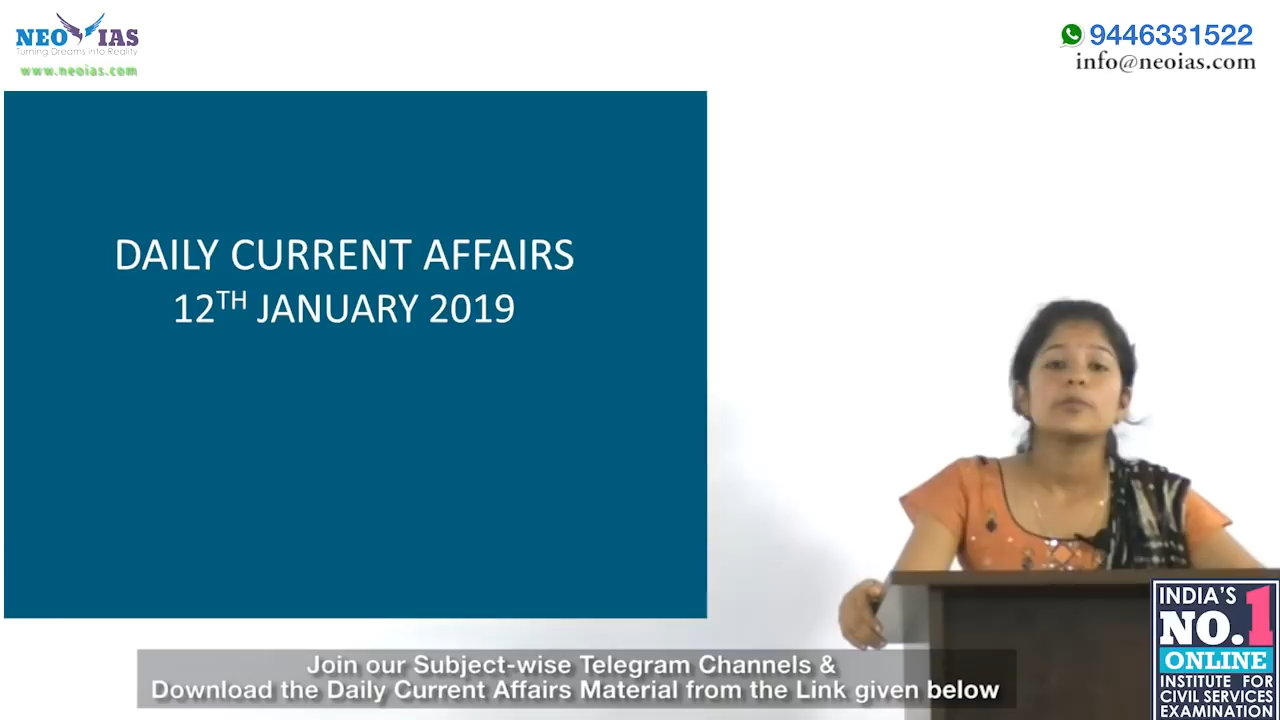 NEO IAS
Turning Dreams into Reality
www.neoias.com
9446331522
info@neoias.com
DAILY CURRENT AFFAIRS
12TH JANUARY 2019
Join our Subject-wise Telegram Channels &
Download the Daily Current Affairs Material from the Link given below
INDIA'S
NO.1
ONLINE
INSTITUTE FOR
CIVIL SERVICES
EXAMINATION